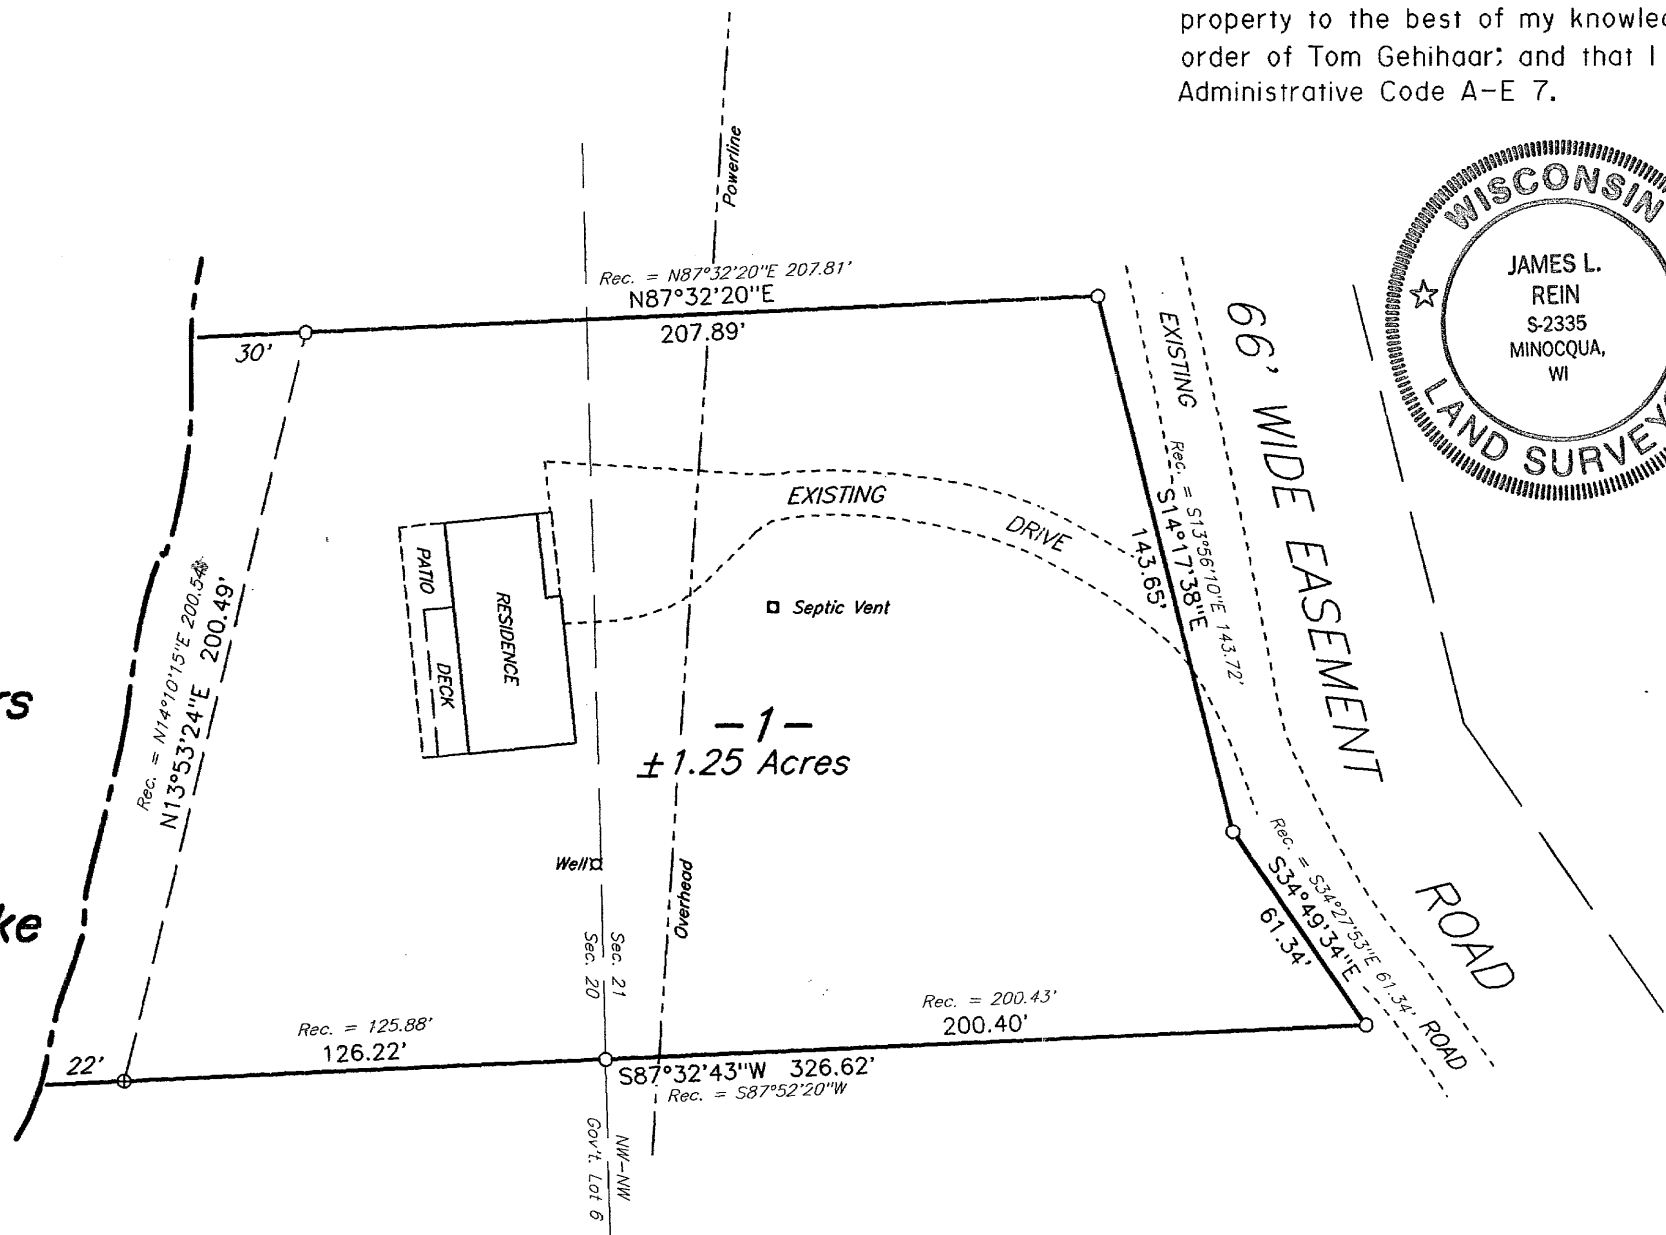 property to the best of my
order of Tom Gehihaar; and that I
Administrative Code A-E 7.
WISCONSIN
JAMES L.
REIN
S-2335
MINOCQUA,
WI
LAND
Powerline
Rec. = N87°32'20"E 207.81'
N87°32'20"E
207.89'
30'
EXISTING
66' WIDE EASEMENT
ROAD
Rec. = S13°56'10"E 143.72'
S14°17'38"E
143.65'
EXISTING
DRIVE
PATIO
RESIDENCE
DECK
Septic Vent
Rec. = N14°10'15"E 200.54'
N13°53'24"E 200.49'
-1-
±1.25 Acres
Well
Overhead
Rec. = S34°27'53"E 61.34'
S34°49'34"E
61.34'
ROAD
Sec. 21
Sec. 20
Rec. = 125.88'
126.22'
Rec. = 200.43'
200.40'
22'
S87°32'43"W 326.62'
Rec. = S87°52'20"W
NW-NW
Gov't. Lot 6